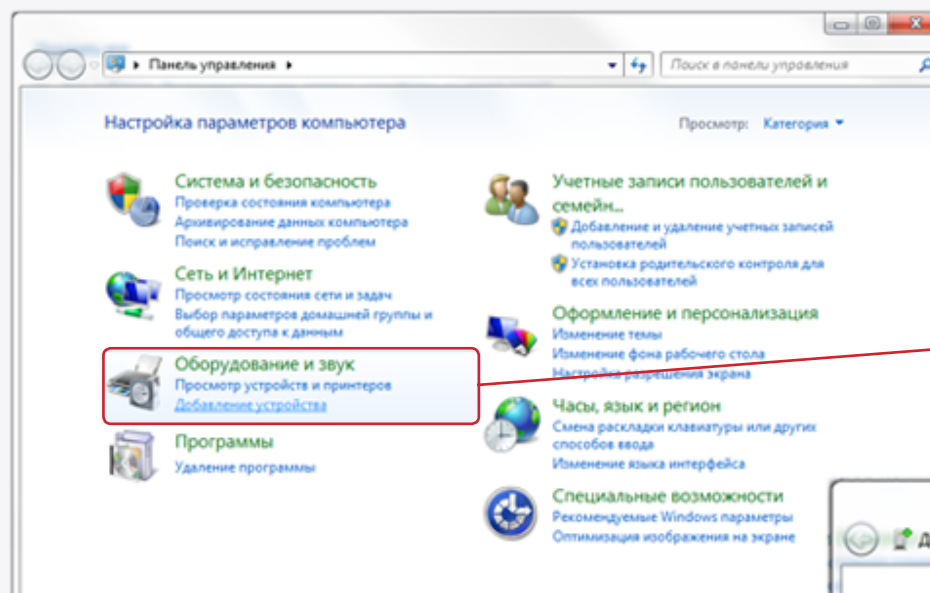 Панель управления
Поиск в панели управления
Настройка параметров компьютера
Просмотр: Категория
Система и безопасность
Проверка состояния компьютера
Архивирование данных компьютера
Поиск и исправление проблем
Сеть и Интернет
Просмотр состояния сети и задач
Выбор параметров домашней группы и
общего доступа к данным
Оборудование и звук
Просмотр устройств и принтеров
Добавление устройства
Программы
Удаление программы
Учетные записи пользователей и
семейн...
Добавление и удаление учетных записей
пользователей
Установка родительского контроля для
всех пользователей
Оформление и персонализация
Изменение темы
Изменение фона рабочего стола
Настройка разрешения экрана
Часы, язык и регион
Смена раскладки клавиатуры или других
способов ввода
Изменение языка интерфейса
Специальные возможности
Рекомендуемые Windows параметры
Оптимизация изображения на экране